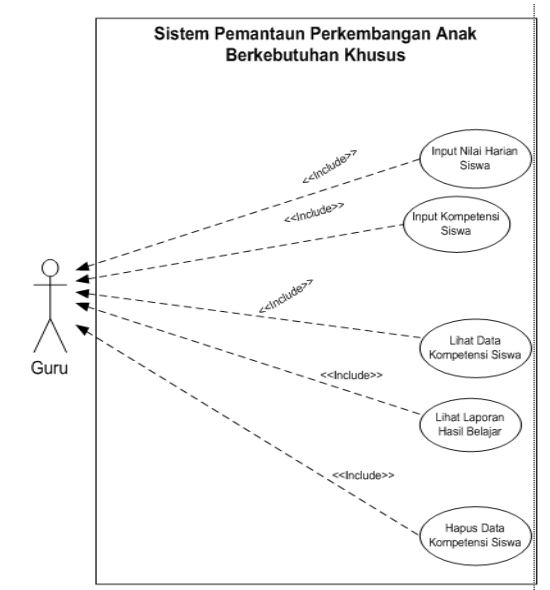 Sistem Pemantaun Perkembangan Anak
Berkebutuhan Khusus
Input Nilai Harian
Siswa
<<Include>>
Input Kompetensi
Siswa
<<Include>>
<<Include>>
Lihat Data
Kompetensi Siswa
Guru
<<Include>>
Lihat Laporan
Hasil Belajar
<<Include>>
Hapus Data
Kompetensi Siswa